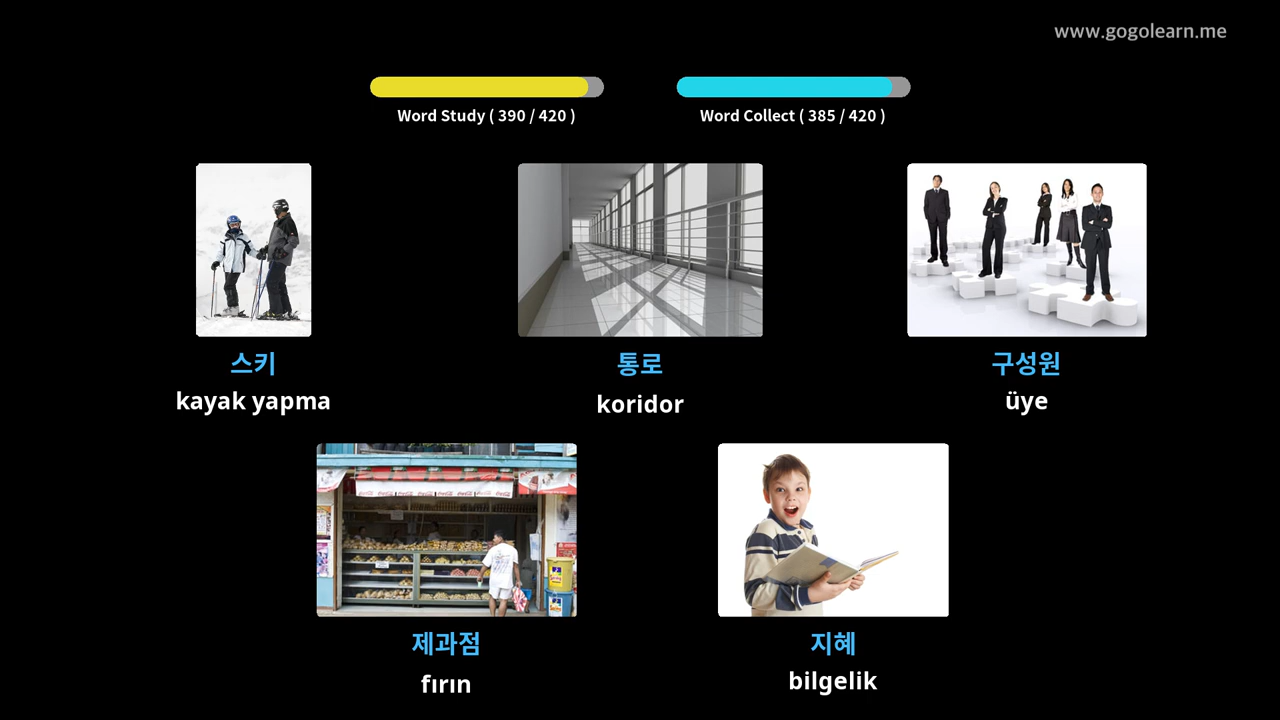 www.gogolearn.me
Word Study ( 390 / 420 )
Word Collect ( 385 / 420 )
스키
kayak yapma
통로
koridor
구성원
üye
제과점
fırın
지혜
bilgelik